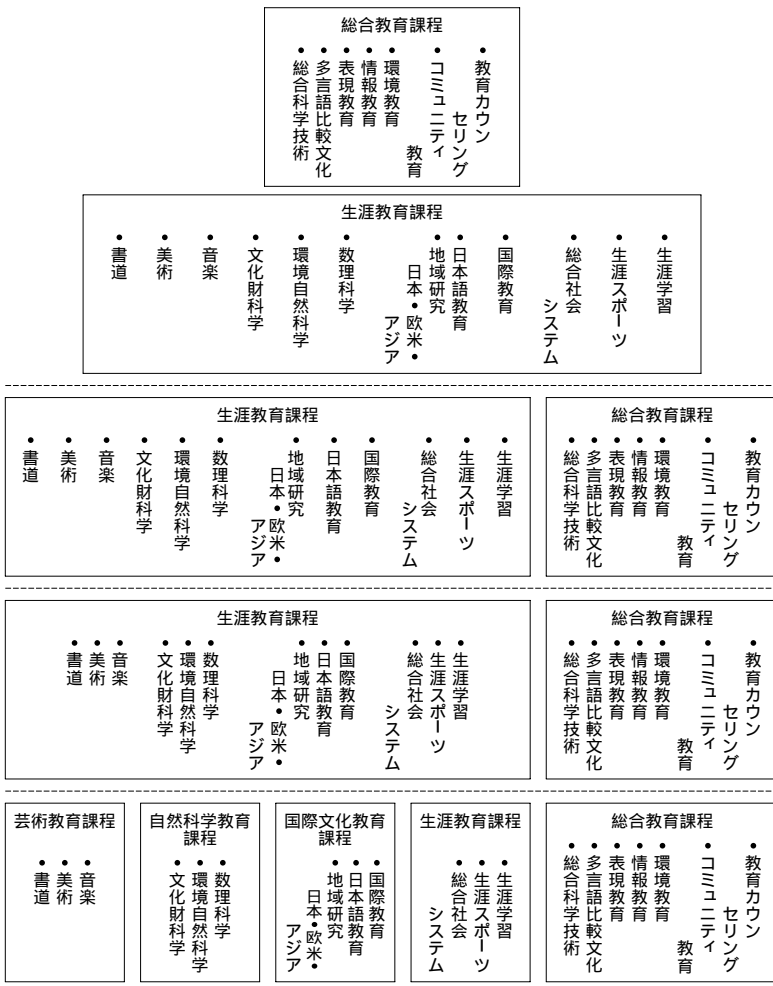 総合教育課程
・教育カウン
セリング
・コミュニティ
教育
・環境教育
・情報教育
・表現教育
・多言語比較文化
・総合科学技術
生涯教育課程
・生涯学習
・生涯スポーツ
・総合社会
システム
・国際教育
・日本語教育
・地域研究
日本・欧米・
アジア
・数理科学
・環境自然科学
・文化財科学
・音楽
・美術
・書道
生涯教育課程
・生涯学習
・生涯スポーツ
・総合社会
システム
・国際教育
・日本語教育
・地域研究
日本・欧米・
アジア
・数理科学
・環境自然科学
・文化財科学
・音楽
・美術
・書道
総合教育課程
・教育カウン
セリング
・コミュニティ
教育
・環境教育
・情報教育
・表現教育
・多言語比較文化
・総合科学技術
生涯教育課程
・生涯学習
・生涯スポーツ
・総合社会
システム
・国際教育
・日本語教育
・地域研究
日本・欧米・
アジア
・数理科学
・環境自然科学
・文化財科学
・音楽
・美術
・書道
総合教育課程
・教育カウン
セリング
・コミュニティ
教育
・環境教育
・情報教育
・表現教育
・多言語比較文化
・総合科学技術
芸術教育課程
・音楽
・美術
・書道
自然科学教育
課程
・数理科学
・環境自然科学
・文化財科学
国際文化教育
課程
・国際教育
・日本語教育
・地域研究
日本・欧米・
アジア
生涯教育課程
・生涯学習
・生涯スポーツ
・総合社会
システム
総合教育課程
・教育カウン
セリング
・コミュニティ
教育
・環境教育
・情報教育
・表現教育
・多言語比較文化
・総合科学技術